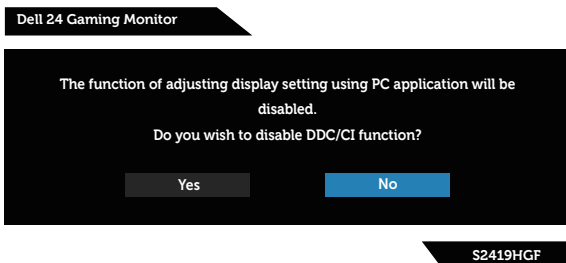 Dell 24 Gaming Monitor
The function of adjusting display setting using PC application will be
disabled.
Do you wish to disable DDC/CI function?
Yes
No
S2419HGF